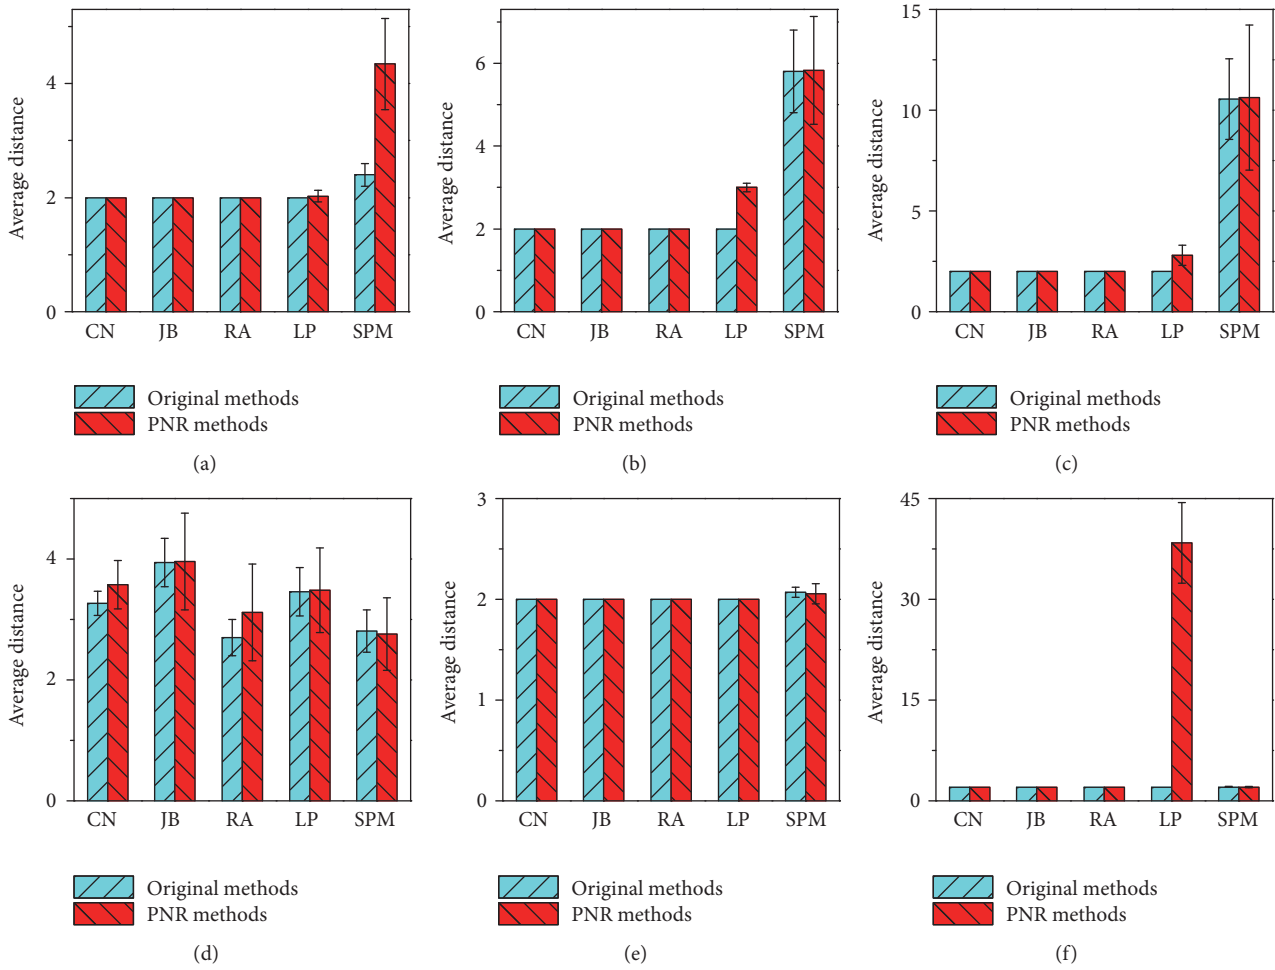 Average distance
4
2
0
CN JB RA LP SPM
Original methods
PNR methods
(a)
Average distance
6
4
2
0
CN JB RA LP SPM
Original methods
PNR methods
(b)
Average distance
15
10
5
0
CN JB RA LP SPM
Original methods
PNR methods
(c)
Average distance
4
2
0
CN JB RA LP SPM
Original methods
PNR methods
(d)
Average distance
3
2
1
0
CN JB RA LP SPM
Original methods
PNR methods
(e)
Average distance
45
30
15
0
CN JB RA LP SPM
Original methods
PNR methods
(f)